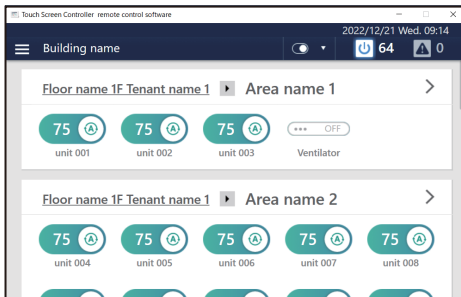 Touch Screen Controller remote control software
2022/12/21 Wed. 09:14
Building name 64 0
Floor name 1F Tenant name 1 Area name 1
75 A 75 A 75 A ••• OFF
unit 001 unit 002 unit 003 Ventilator
Floor name 1F Tenant name 1 Area name 2
75 A 75 A 75 A 75 A 75 A
unit 004 unit 005 unit 006 unit 007 unit 008